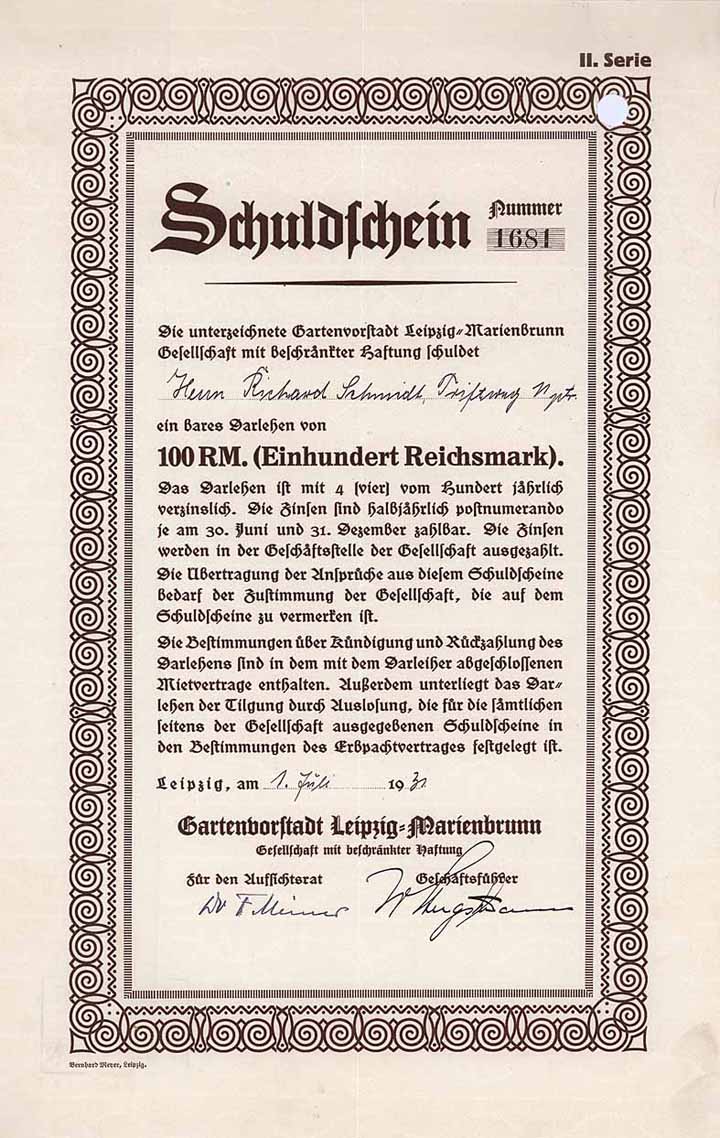 II. Serie
Schuldschein
Nummer
1681
Die unterzeichnete Gartenvorstadt Leipzig-Marienbrunn
Gesellschaft mit beschränkter Haftung schuldet
Herrn Richard Schmidt, Triftweg 11 ptr.
ein bares Darlehen von
100 RM. (Einhundert Reichsmark).
Das Darlehen ist mit 4 (vier) vom Hundert jährlich
verzinslich. Die Zinsen sind halbjährlich postnumerando
je am 30. Juni und 31. Dezember zahlbar. Die Zinsen
werden in der Geschäftsstelle der Gesellschaft ausgezahlt.
Die Übertragung der Ansprüche aus diesem Schuldscheine
bedarf der Zustimmung der Gesellschaft, die auf dem
Schuldscheine zu vermerken ist.
Die Bestimmungen über Kündigung und Rückzahlung des
Darlehens sind in dem mit dem Darleiher abgeschlossenen
Mietvertrage enthalten. Außerdem unterliegt das Dar-
lehen der Tilgung durch Auslosung, die für die sämtlichen
seitens der Gesellschaft ausgegebenen Schuldscheine in
den Bestimmungen des Erbpachtvertrages festgelegt ist.
Leipzig, am 1. Juli 1931
Gartenvorstadt Leipzig-Marienbrunn
Gesellschaft mit beschränkter Haftung
Für den Aufsichtsrat
Geschäftsführer
Bernhard Meyer, Leipzig.